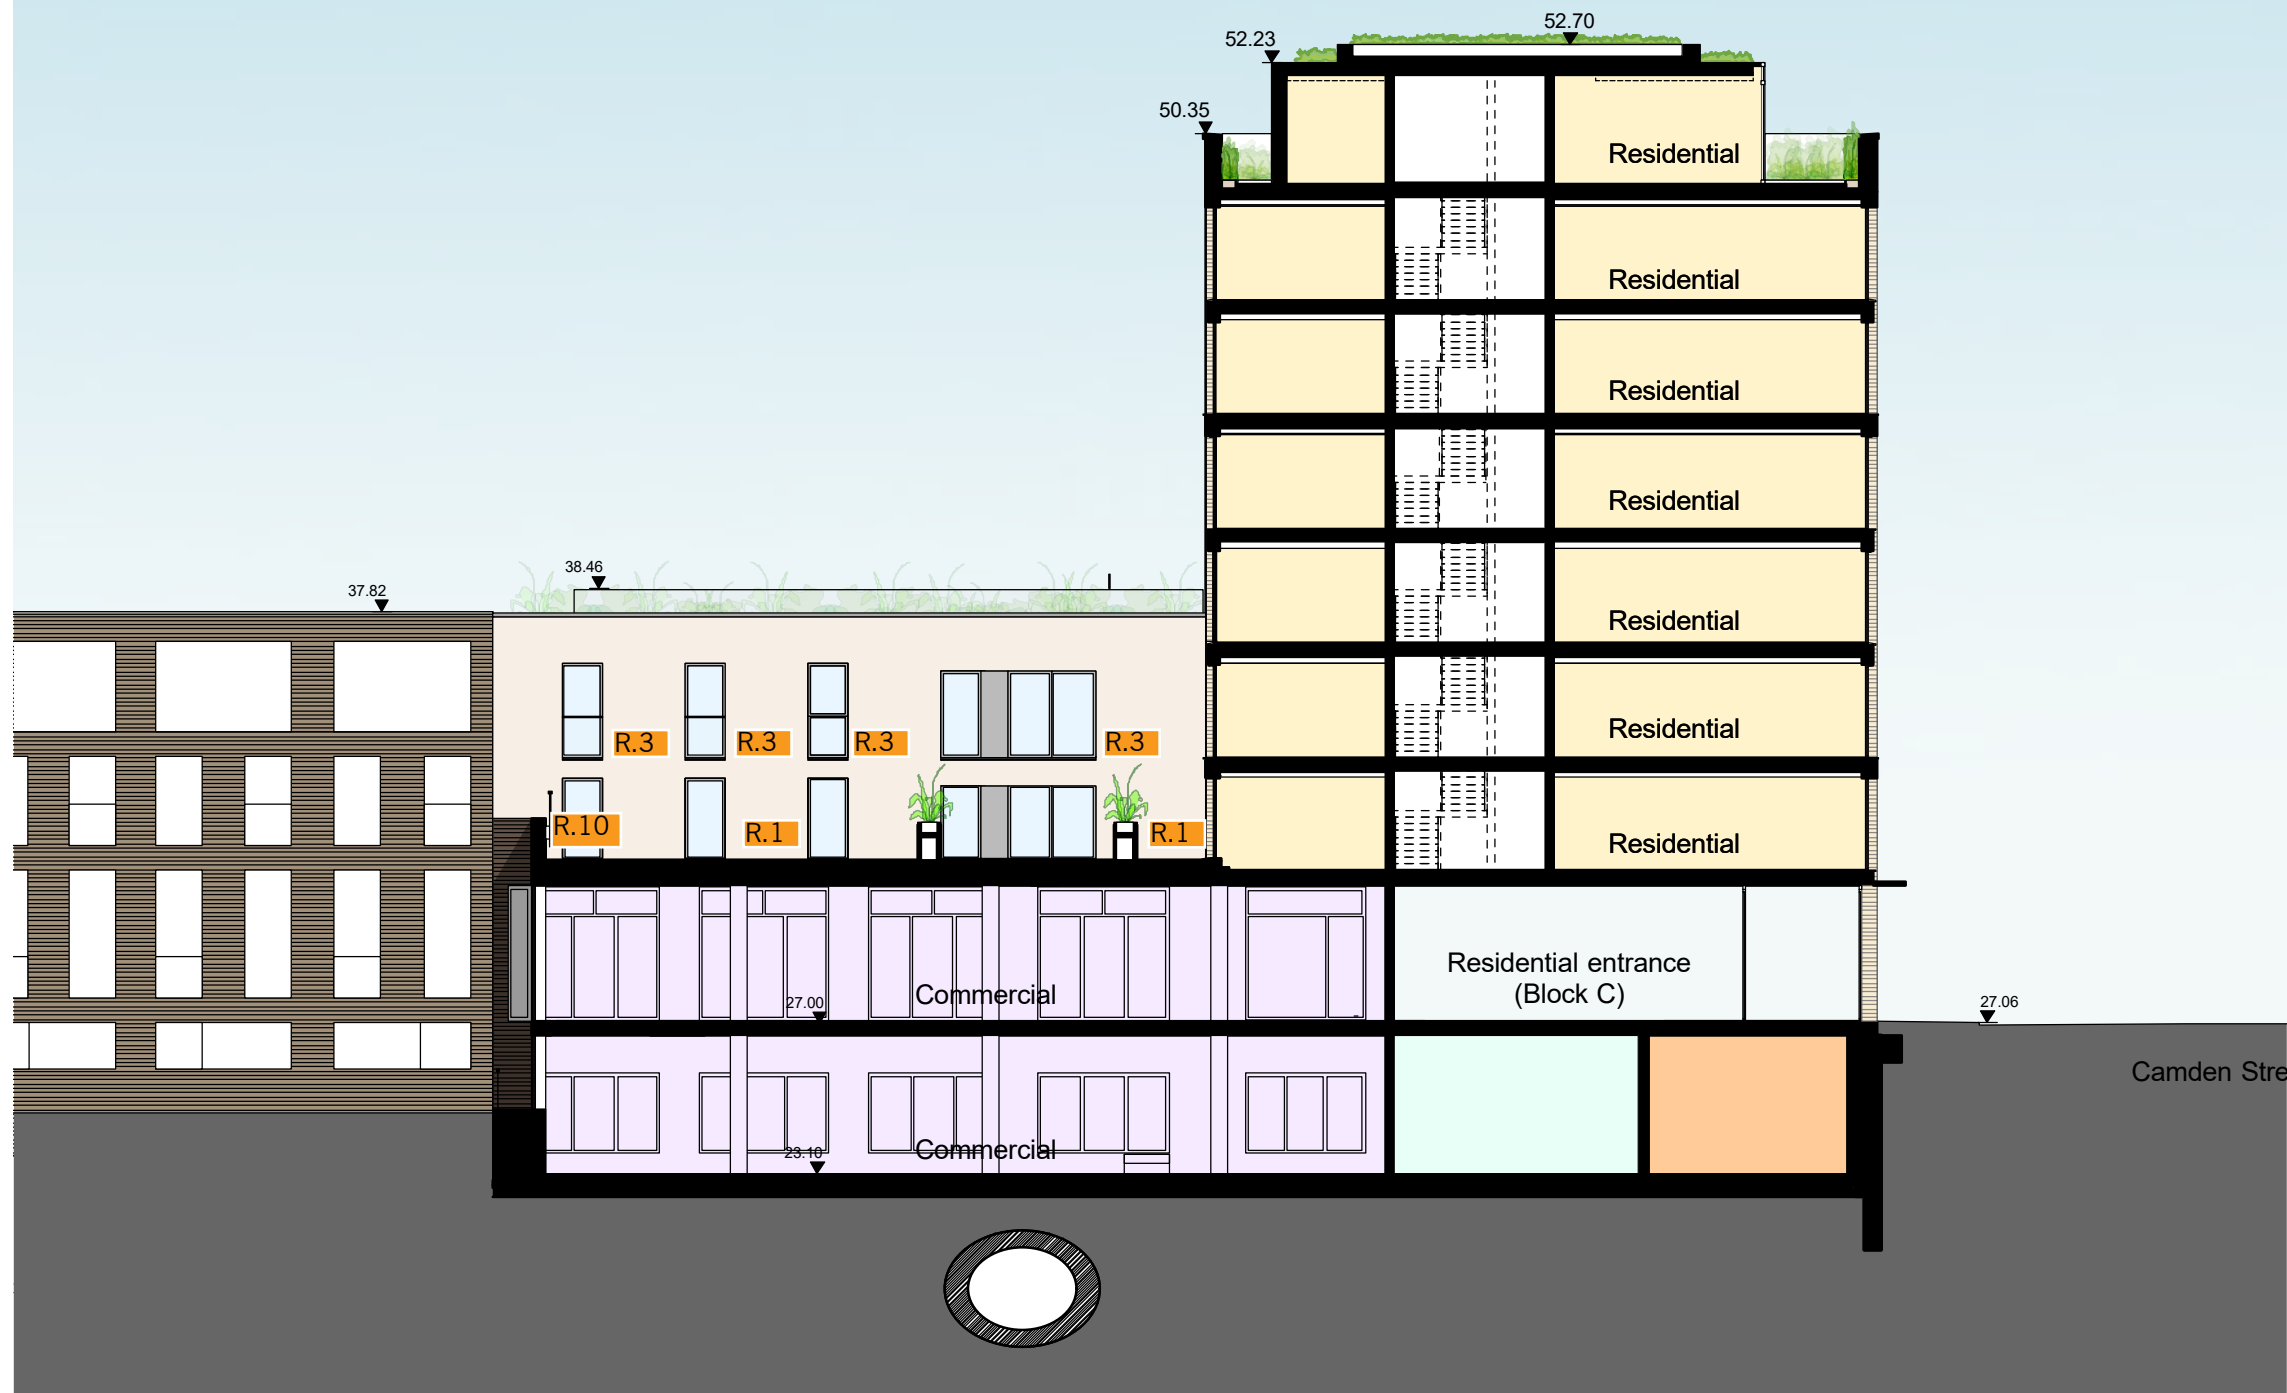 52.70
52.23
50.35
Residential
Residential
Residential
Residential
38.46
37.82
Residential
R.3
R.3
R.3
R.3
Residential
R.10
R.1
R.1
Residential
Residential entrance
(Block C)
Commercial
27.00
27.06
Camden Stre
Commercial
23.10